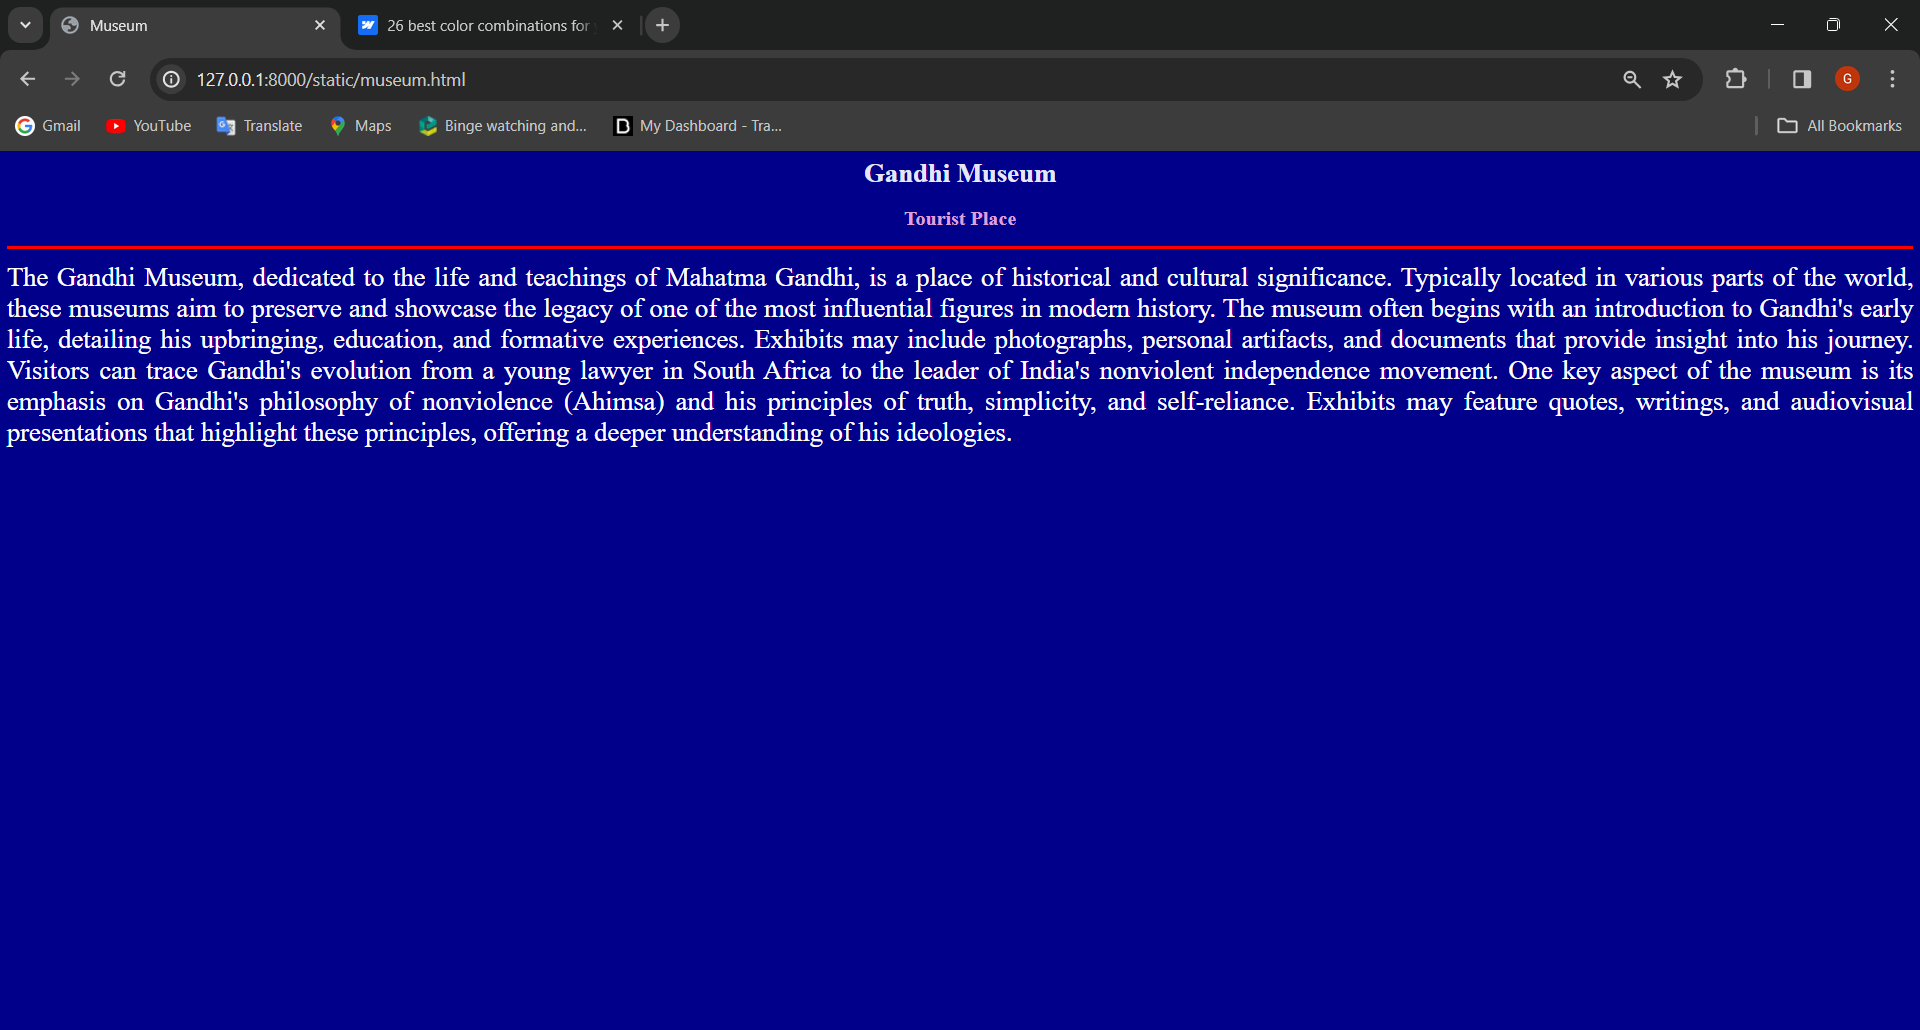 Museum
26 best color combinations for
127.0.0.1:8000/static/museum.html
G
Gmail
YouTube
Translate
Maps
Binge watching and...
My Dashboard - Tra...
All Bookmarks
Gandhi Museum
Tourist Place
The Gandhi Museum, dedicated to the life and teachings of Mahatma Gandhi, is a place of historical and cultural significance. Typically located in various parts of the world,
these museums aim to preserve and showcase the legacy of one of the most influential figures in modern history. The museum often begins with an introduction to Gandhi's early
life, detailing his upbringing, education, and formative experiences. Exhibits may include photographs, personal artifacts, and documents that provide insight into his journey.
Visitors can trace Gandhi's evolution from a young lawyer in South Africa to the leader of India's nonviolent independence movement. One key aspect of the museum is its
emphasis on Gandhi's philosophy of nonviolence (Ahimsa) and his principles of truth, simplicity, and self-reliance. Exhibits may feature quotes, writings, and audiovisual
presentations that highlight these principles, offering a deeper understanding of his ideologies.